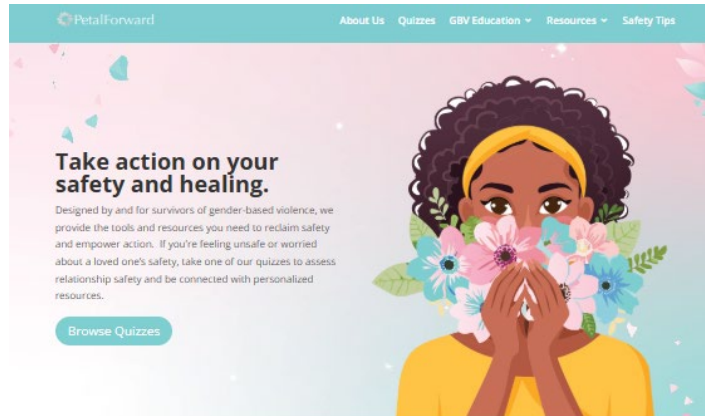 PetalForward
About Us Quizzes GBV Education Resources Safety Tips
Take action on your
safety and healing.
Designed by and for survivors of gender-based violence, we
provide the tools and resources you need to reclaim safety
and empower action. If you're feeling unsafe or worried
about a loved one's safety, take one of our quizzes to assess
relationship safety and be connected with personalized
resources.
Browse Quizzes